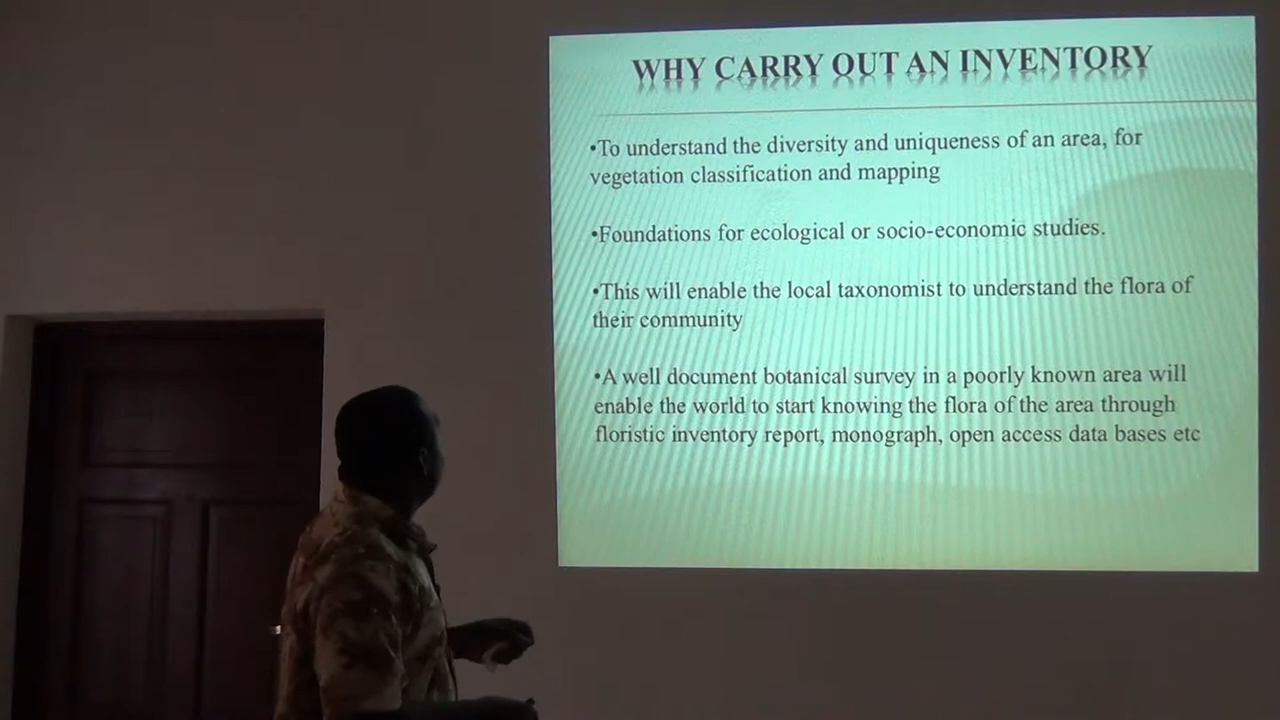 WHY CARRY OUT AN INVENTORY
•To understand the diversity and uniqueness of an area, for
vegetation classification and mapping
•Foundations for ecological or socio-economic studies.
•This will enable the local taxonomist to understand the flora of
their community
•A well document botanical survey in a poorly known area will
enable the world to start knowing the flora of the area through
floristic inventory report, monograph, open access data bases etc